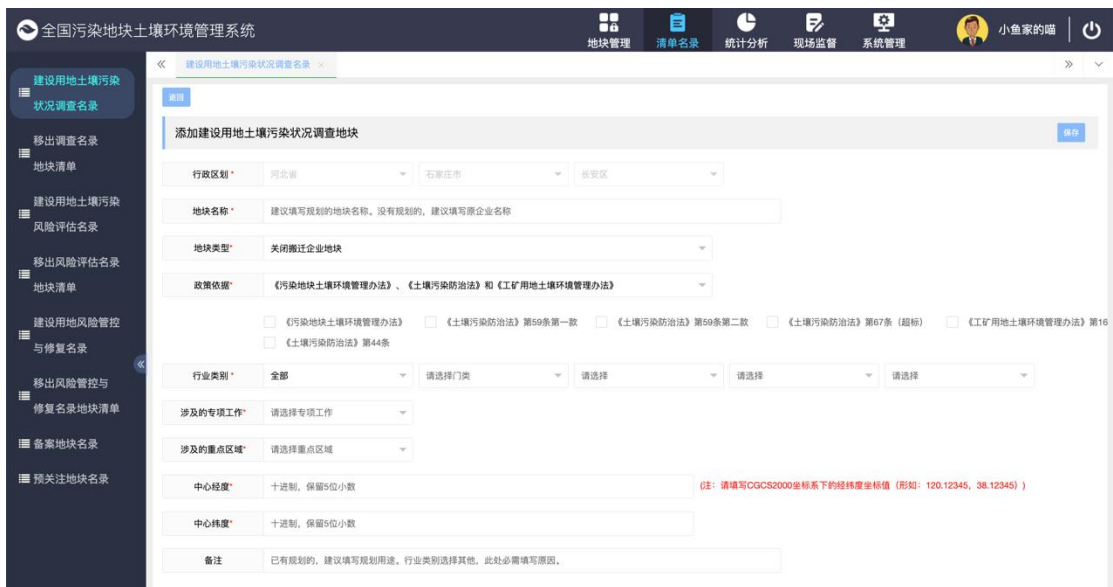 全国污染地块土壤环境管理系统
地块管理 清单名录 统计分析 现场监督 系统管理 小鱼家的喵
建设用地土壤污染状况调查名录 ×
建设用地土壤污染
状况调查名录
移出调查名录
地块清单
建设用地土壤污染
风险评估名录
移出风险评估名录
地块清单
建设用地风险管控
与修复名录
移出风险管控与
修复名录地块清单
备案地块名录
预关注地块名录
返回
添加建设用地土壤污染状况调查地块 保存
行政区划* 河北省 石家庄市 长安区
地块名称* 建议填写规划的地块名称。没有规划的，建议填写原企业名称
地块类型* 关闭搬迁企业地块
政策依据* 《污染地块土壤环境管理办法》、《土壤污染防治法》和《工矿用地土壤环境管理办法》
《污染地块土壤环境管理办法》 《土壤污染防治法》第59条第一款 《土壤污染防治法》第59条第二款 《土壤污染防治法》第67条（超标） 《工矿用地土壤环境管理办法》第16
《土壤污染防治法》第44条
行业类别* 全部 请选择门类 请选择 请选择 请选择
涉及的专项工作* 请选择专项工作
涉及的重点区域* 请选择重点区域
中心经度* 十进制，保留5位小数 (注：请填写CGCS2000坐标系下的经纬度坐标值（形如：120.12345，38.12345）)
中心纬度* 十进制，保留5位小数
备注 已有规划的，建议填写规划用途。行业类别选择其他，此处必需填写原因。